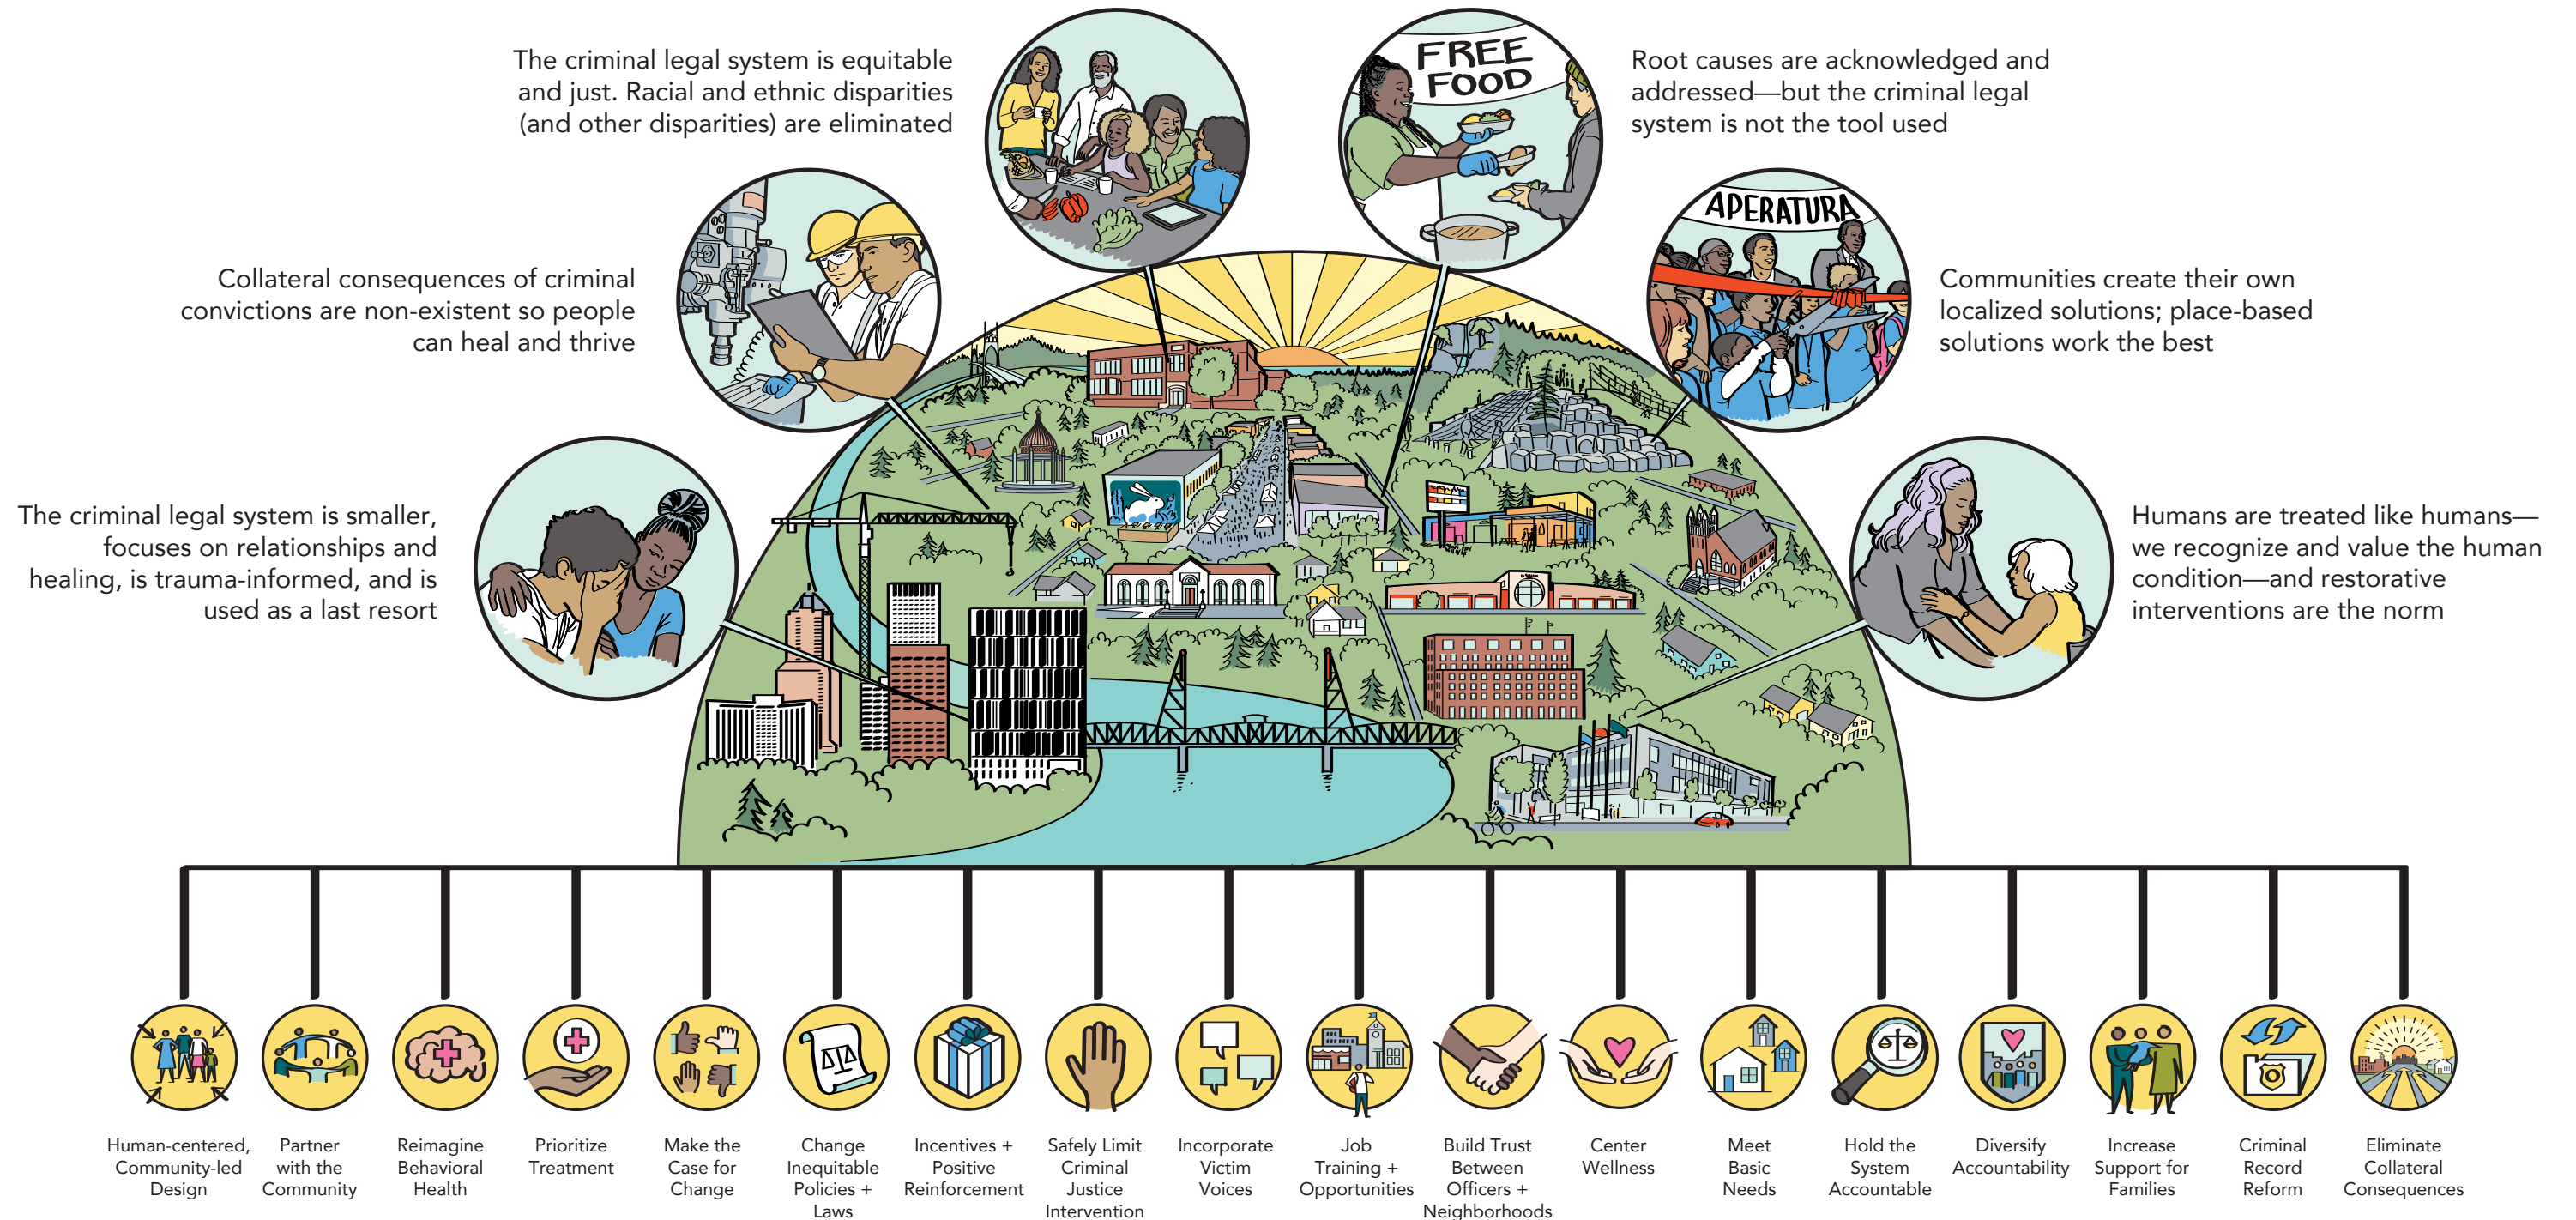 The criminal legal system is equitable
and just. Racial and ethnic disparities
(and other disparities) are eliminated
FREE
FOOD
Root causes are acknowledged and
addressed—but the criminal legal
system is not the tool used
Collateral consequences of criminal
convictions are non-existent so people
can heal and thrive
APERATURA
Communities create their own
localized solutions; place-based
solutions work the best
The criminal legal system is smaller,
focuses on relationships and
healing, is trauma-informed, and is
used as a last resort
Humans are treated like humans—
we recognize and value the human
condition—and restorative
interventions are the norm
Human-centered,
Community-led
Design
Partner
with the
Community
Reimagine
Behavioral
Health
Prioritize
Treatment
Make the
Case for
Change
Change
Inequitable
Policies +
Laws
Incentives +
Positive
Reinforcement
Safely Limit
Criminal
Justice
Intervention
Incorporate
Victim
Voices
Job
Training +
Opportunities
Build Trust
Between
Officers +
Neighborhoods
Center
Wellness
Meet
Basic
Needs
Hold the
System
Accountable
Diversify
Accountability
Increase
Support for
Families
Criminal
Record
Reform
Eliminate
Collateral
Consequences